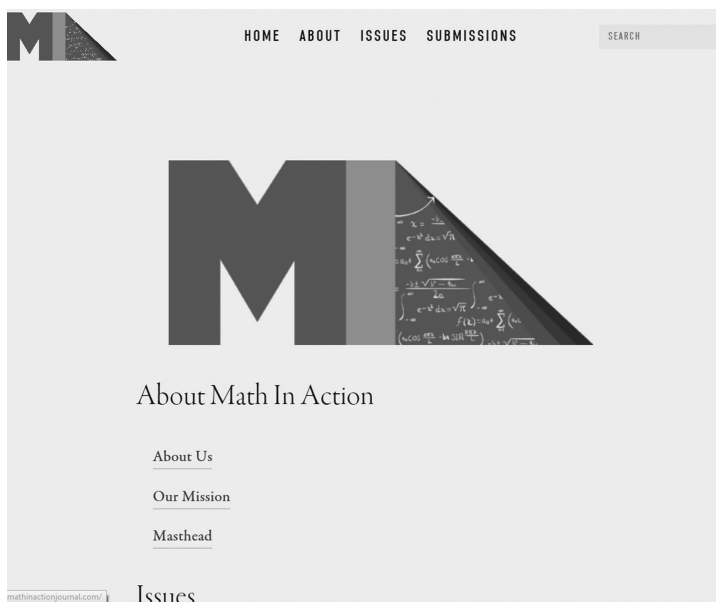 M
HOME ABOUT ISSUES SUBMISSIONS
SEARCH
M
About Math In Action
About Us
Our Mission
Masthead
Issues
mathinactionjournal.com/